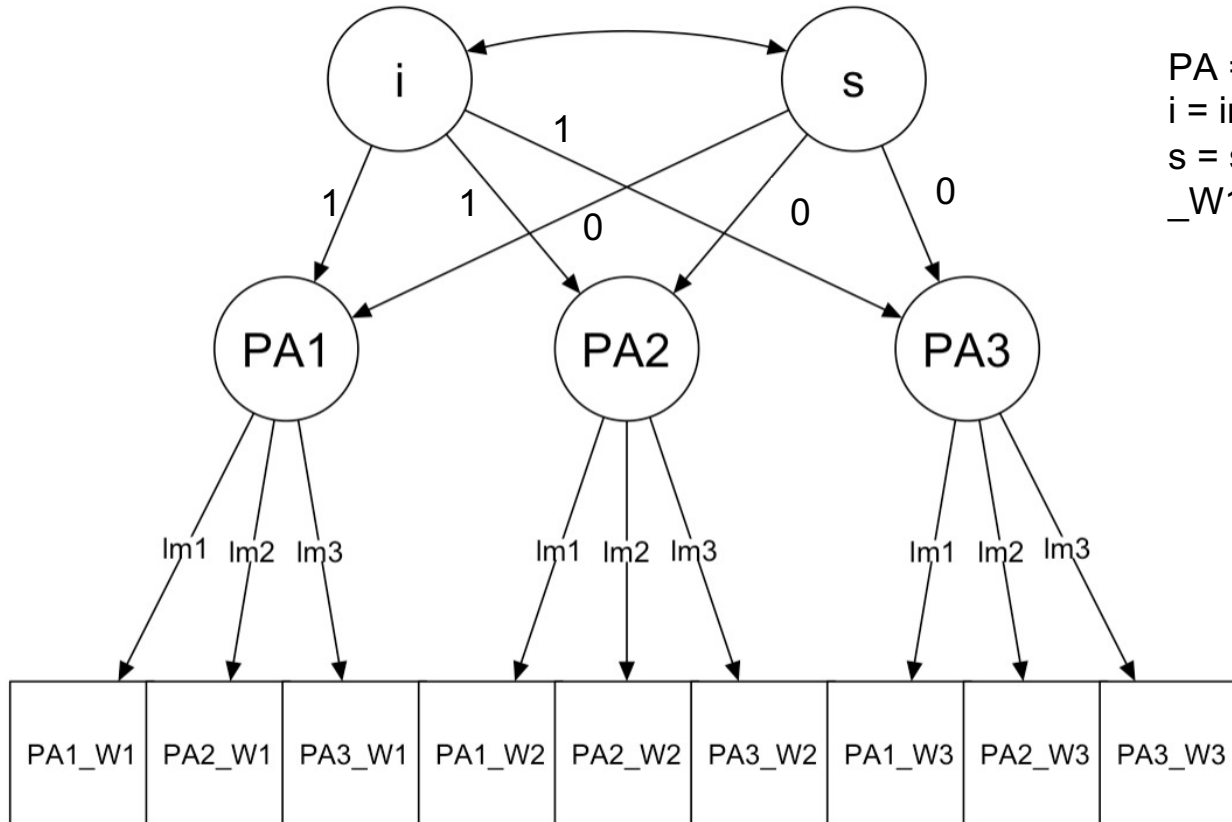 i
s
PA =
i = i
s = s
_W1
1
1
1
0
0
0
PA1
PA2
PA3
lm1 lm2 lm3
lm1 lm2 lm3
lm1 lm2 lm3
PA1_W1 PA2_W1 PA3_W1 PA1_W2 PA2_W2 PA3_W2 PA1_W3 PA2_W3 PA3_W3